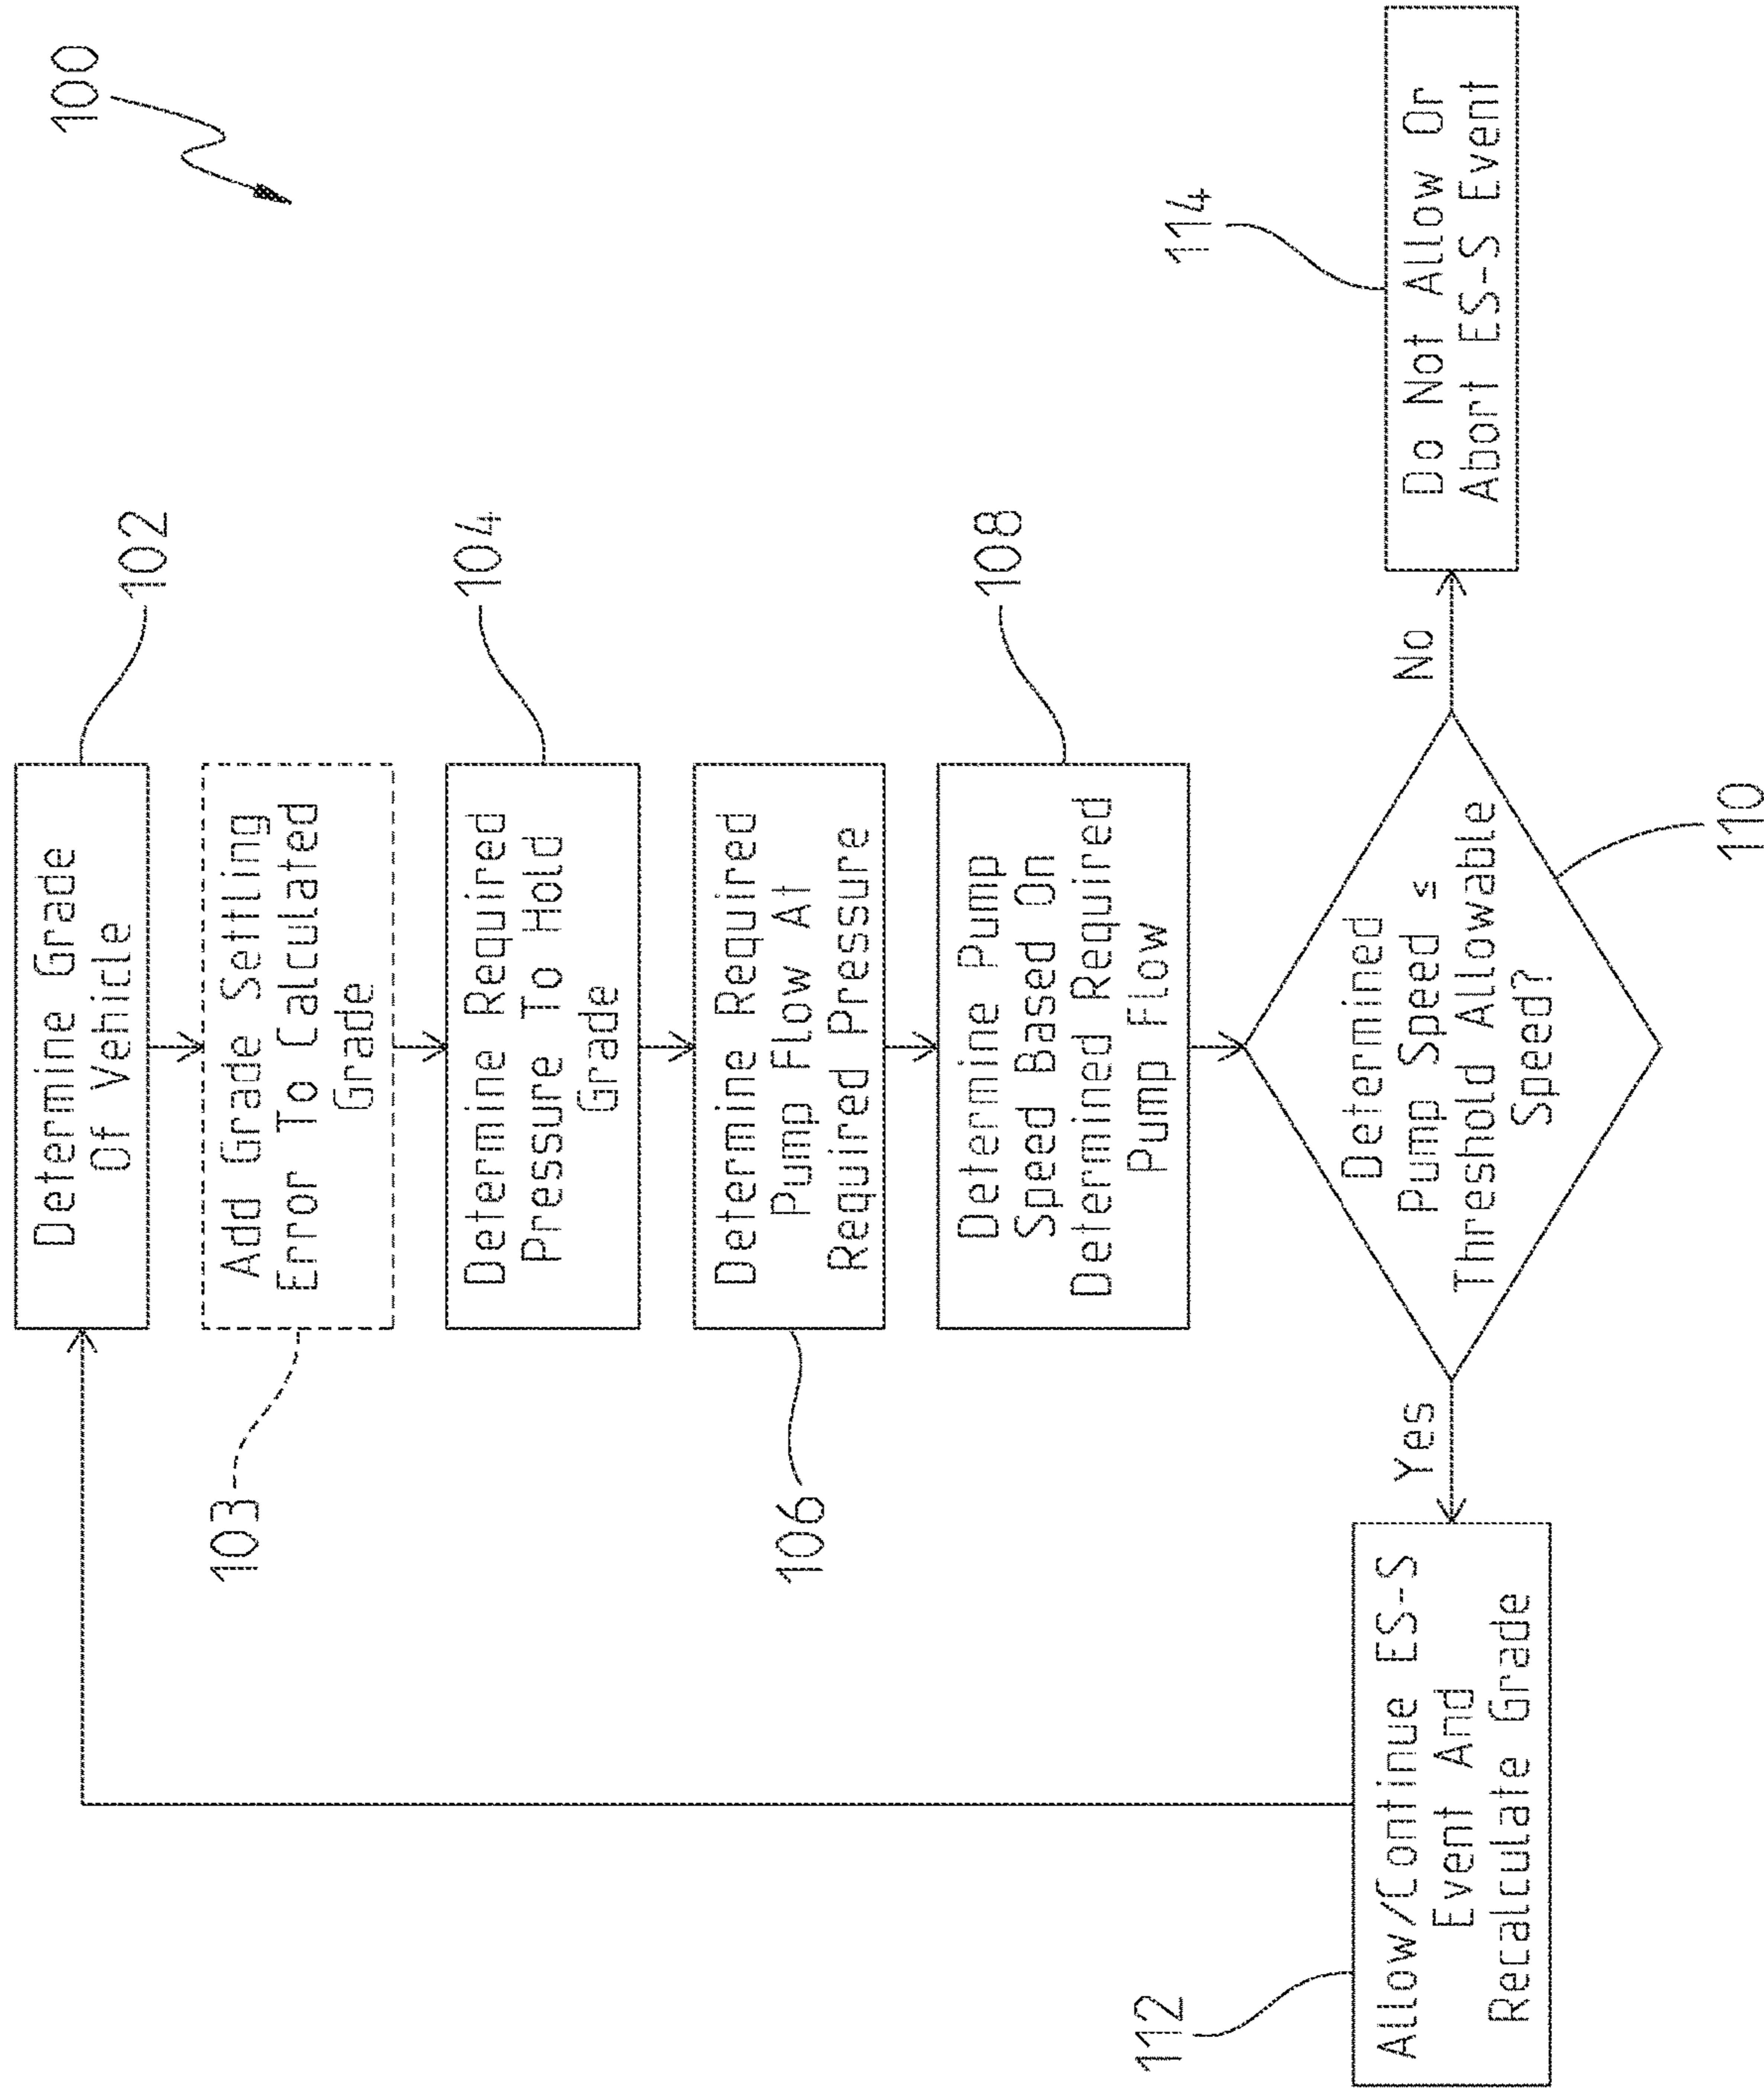 100
Determine Grade
Of Vehicle
102
Add Grade Settling
Error To Calculated
Grade
103
Determine Required
Pressure To Hold
Grade
104
Determine Required
Pump Flow At
Required Pressure
106
Determine Pump
Speed Based On
Determined Required
Pump Flow
108
Determined
Pump Speed ≤
Threshold Allowable
Speed?
110
Yes
No
Allow/Continue ES-S
Event And
Recalculate Grade
112
Do Not Allow Or
Abort ES-S Event
114